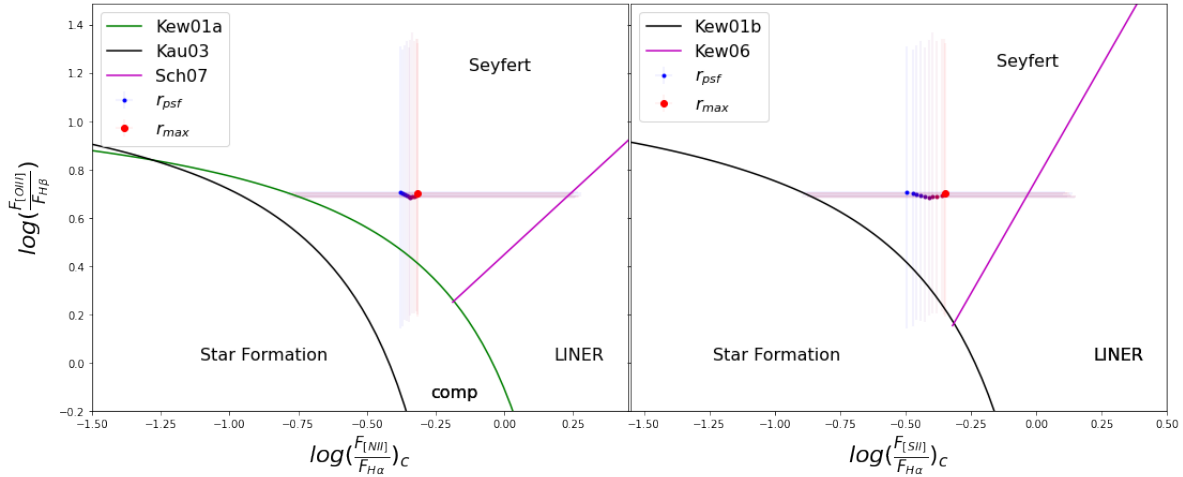 Kew01a
Kau03
Sch07
r_psf
r_max
Seyfert
Star Formation
comp
LINER
1.4
1.2
1.0
0.8
0.6
0.4
0.2
0.0
−0.2
−1.50
−1.25
−1.00
−0.75
−0.50
−0.25
0.00
0.25
log(F_[OIII]/F_Hβ)
log(F_[NII]/F_Hα)_C
Kew01b
Kew06
r_psf
r_max
Seyfert
Star Formation
LINER
−1.50
−1.25
−1.00
−0.75
−0.50
−0.25
0.00
0.25
0.50
log(F_[SII]/F_Hα)_C